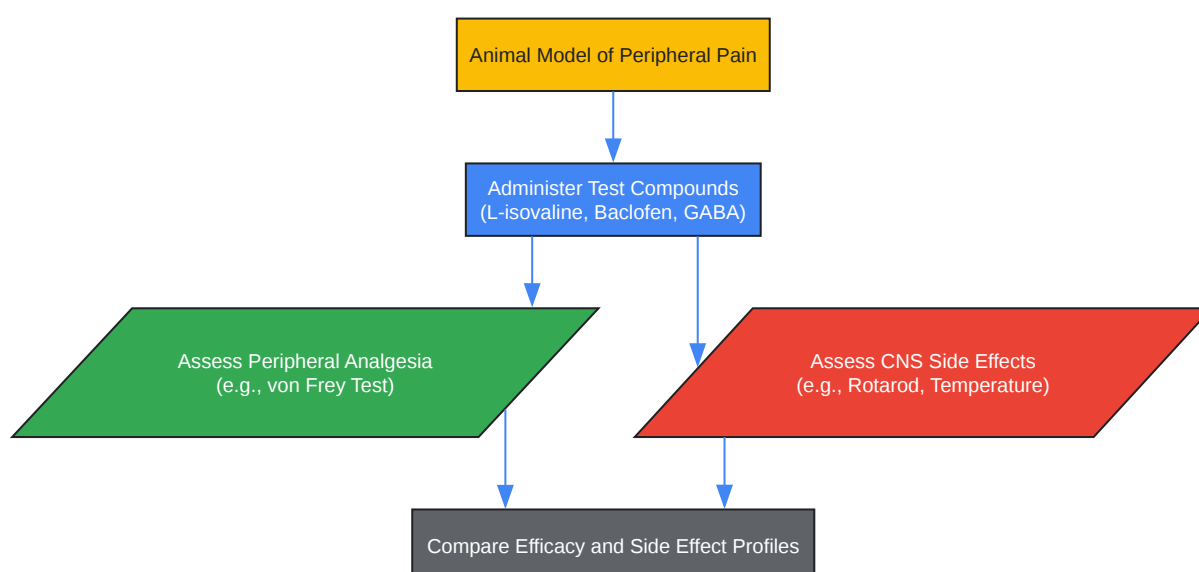 Animal Model of Peripheral Pain
Administer Test Compounds
(L-isovaline, Baclofen, GABA)
Assess Peripheral Analgesia
(e.g., von Frey Test)
Assess CNS Side Effects
(e.g., Rotarod, Temperature)
Compare Efficacy and Side Effect Profiles